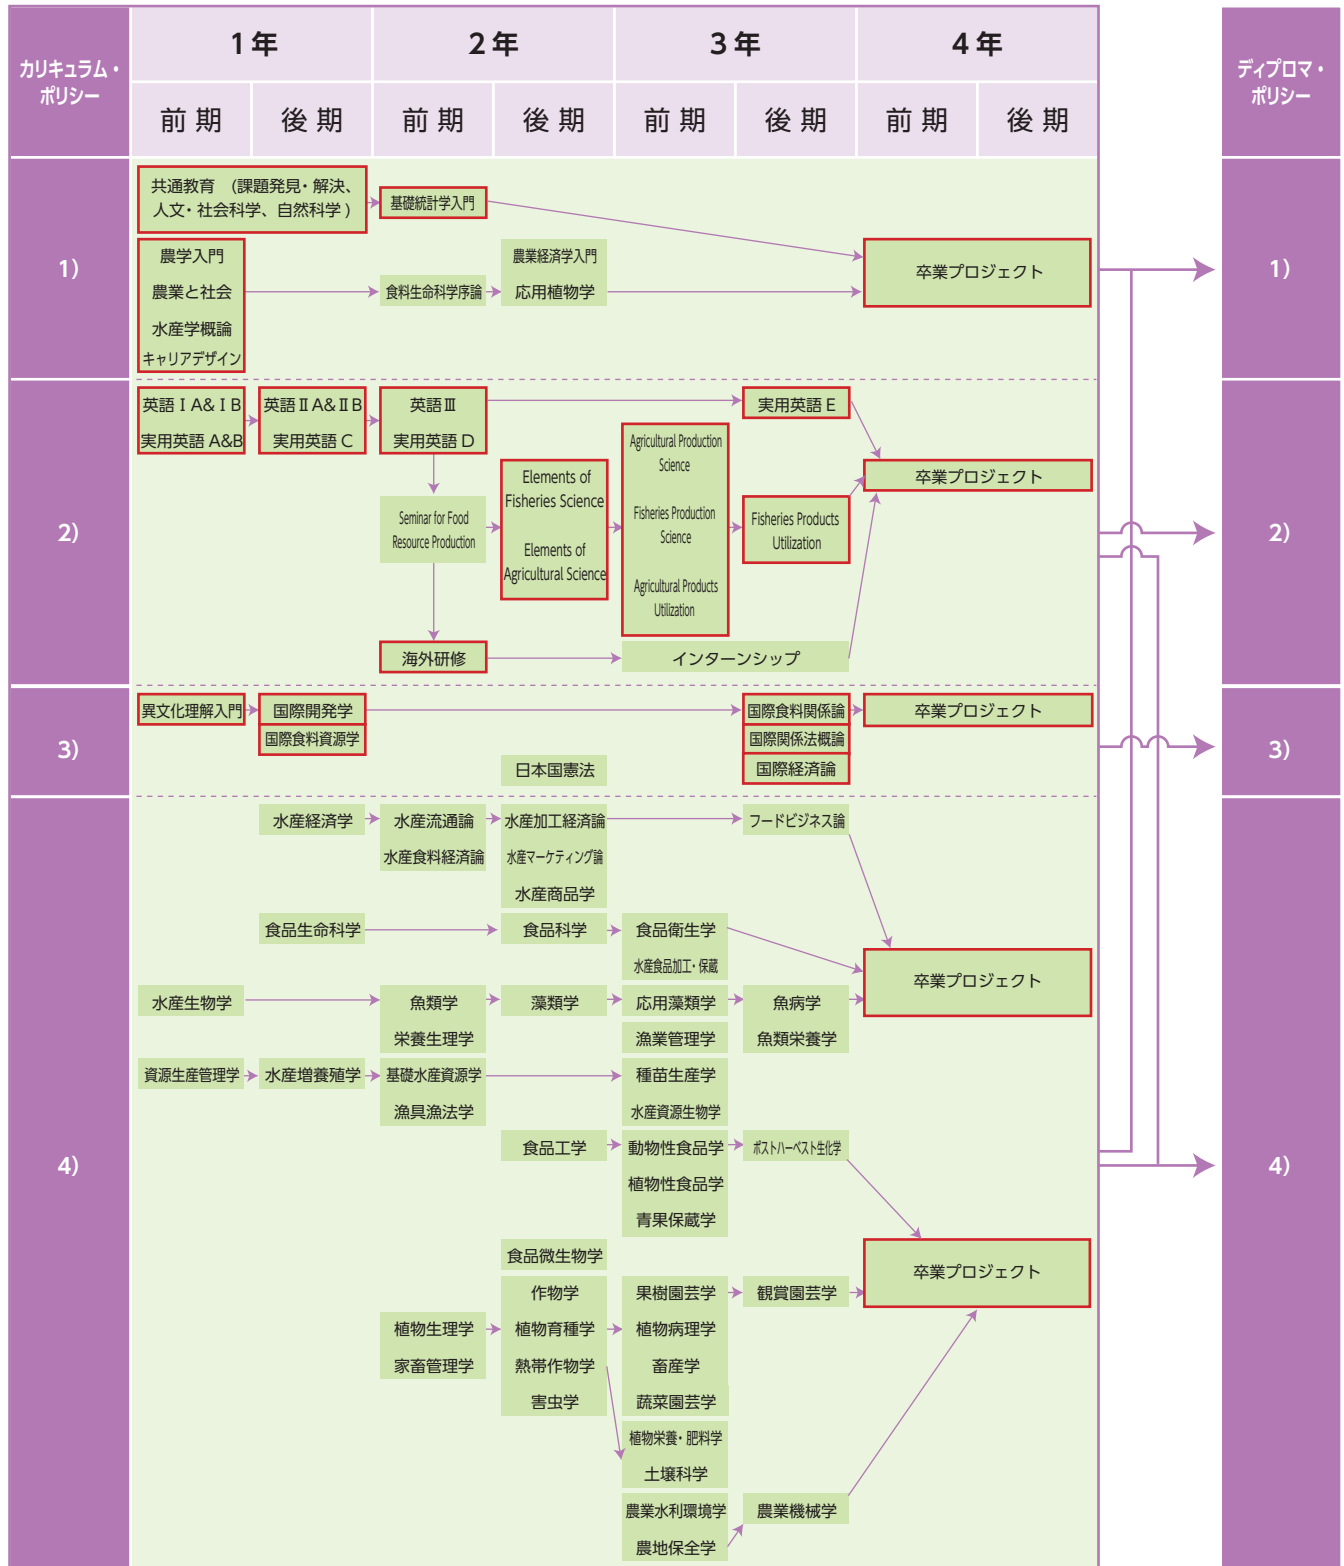 カリキュラム・
ポリシー
1年
2年
3年
4年
ディプロマ・
ポリシー
前期
後期
前期
後期
前期
後期
前期
後期
1)
共通教育 (課題発見・解決、
人文・社会科学、自然科学)
基礎統計学入門
農学入門
農業と社会
水産学概論
キャリアデザイン
食料生命科学序論
農業経済学入門
応用植物学
卒業プロジェクト
1)
2)
英語ⅠA&ⅠB
実用英語 A&B
英語ⅡA&ⅡB
実用英語 C
英語Ⅲ
実用英語 D
実用英語 E
Seminar for Food
Resource Production
Elements of
Fisheries Science
Elements of
Agricultural Science
Agricultural Production
Science
Fisheries Production
Science
Agricultural Products
Utilization
Fisheries Products
Utilization
卒業プロジェクト
海外研修
インターンシップ
2)
3)
異文化理解入門
国際開発学
国際食料資源学
日本国憲法
国際食料関係論
国際関係法概論
国際経済論
卒業プロジェクト
3)
4)
水産経済学
水産流通論
水産食料経済論
水産加工経済論
水産マーケティング論
水産商品学
フードビジネス論
食品生命科学
食品科学
食品衛生学
水産食品加工・保蔵
卒業プロジェクト
水産生物学
魚類学
栄養生理学
藻類学
応用藻類学
漁業管理学
魚病学
魚類栄養学
資源生産管理学
水産増養殖学
基礎水産資源学
漁具漁法学
種苗生産学
水産資源生物学
食品工学
動物性食品学
植物性食品学
青果保蔵学
ポストハーベスト生化学
食品微生物学
卒業プロジェクト
植物生理学
家畜管理学
作物学
植物育種学
熱帯作物学
害虫学
果樹園芸学
植物病理学
畜産学
蔬菜園芸学
観賞園芸学
植物栄養・肥料学
土壌科学
農業水利環境学
農地保全学
農業機械学
4)